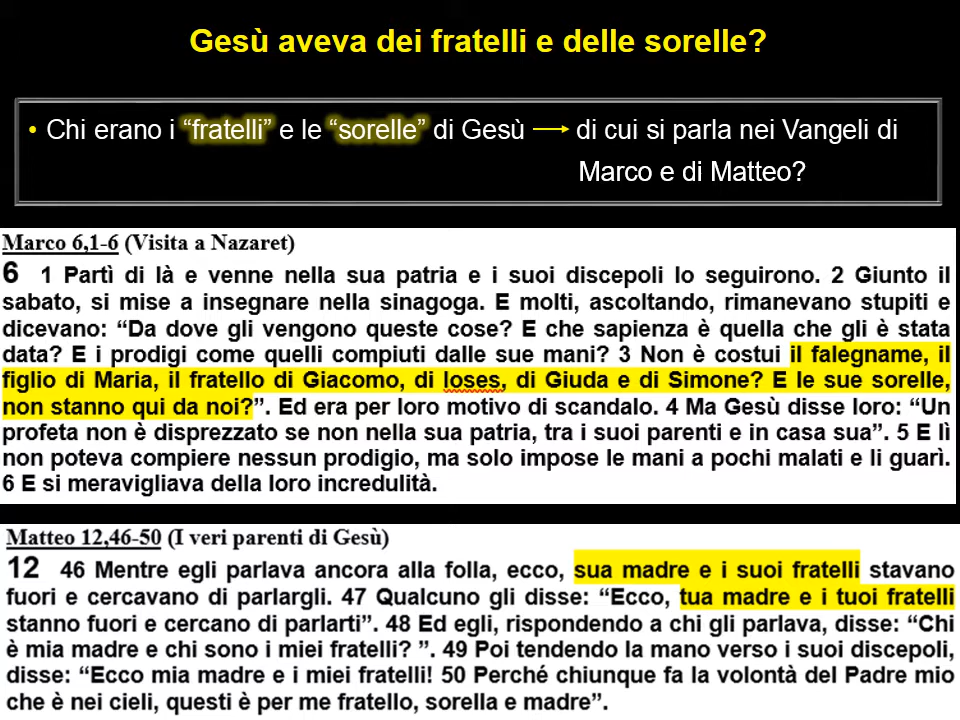 Gesù aveva dei fratelli e delle sorelle?
• Chi erano i “fratelli” e le “sorelle” di Gesù → di cui si parla nei Vangeli di
Marco e di Matteo?
Marco 6,1-6 (Visita a Nazaret)
6 1 Partì di là e venne nella sua patria e i suoi discepoli lo seguirono. 2 Giunto il
sabato, si mise a insegnare nella sinagoga. E molti, ascoltando, rimanevano stupiti e
dicevano: “Da dove gli vengono queste cose? E che sapienza è quella che gli è stata
data? E i prodigi come quelli compiuti dalle sue mani? 3 Non è costui il falegname, il
figlio di Maria, il fratello di Giacomo, di Ioses, di Giuda e di Simone? E le sue sorelle,
non stanno qui da noi?”. Ed era per loro motivo di scandalo. 4 Ma Gesù disse loro: “Un
profeta non è disprezzato se non nella sua patria, tra i suoi parenti e in casa sua”. 5 E lì
non poteva compiere nessun prodigio, ma solo impose le mani a pochi malati e li guarì.
6 E si meravigliava della loro incredulità.
Matteo 12,46-50 (I veri parenti di Gesù)
12 46 Mentre egli parlava ancora alla folla, ecco, sua madre e i suoi fratelli stavano
fuori e cercavano di parlargli. 47 Qualcuno gli disse: “Ecco, tua madre e i tuoi fratelli
stanno fuori e cercano di parlarti”. 48 Ed egli, rispondendo a chi gli parlava, disse: “Chi
è mia madre e chi sono i miei fratelli? ”. 49 Poi tendendo la mano verso i suoi discepoli,
disse: “Ecco mia madre e i miei fratelli! 50 Perché chiunque fa la volontà del Padre mio
che è nei cieli, questi è per me fratello, sorella e madre”.